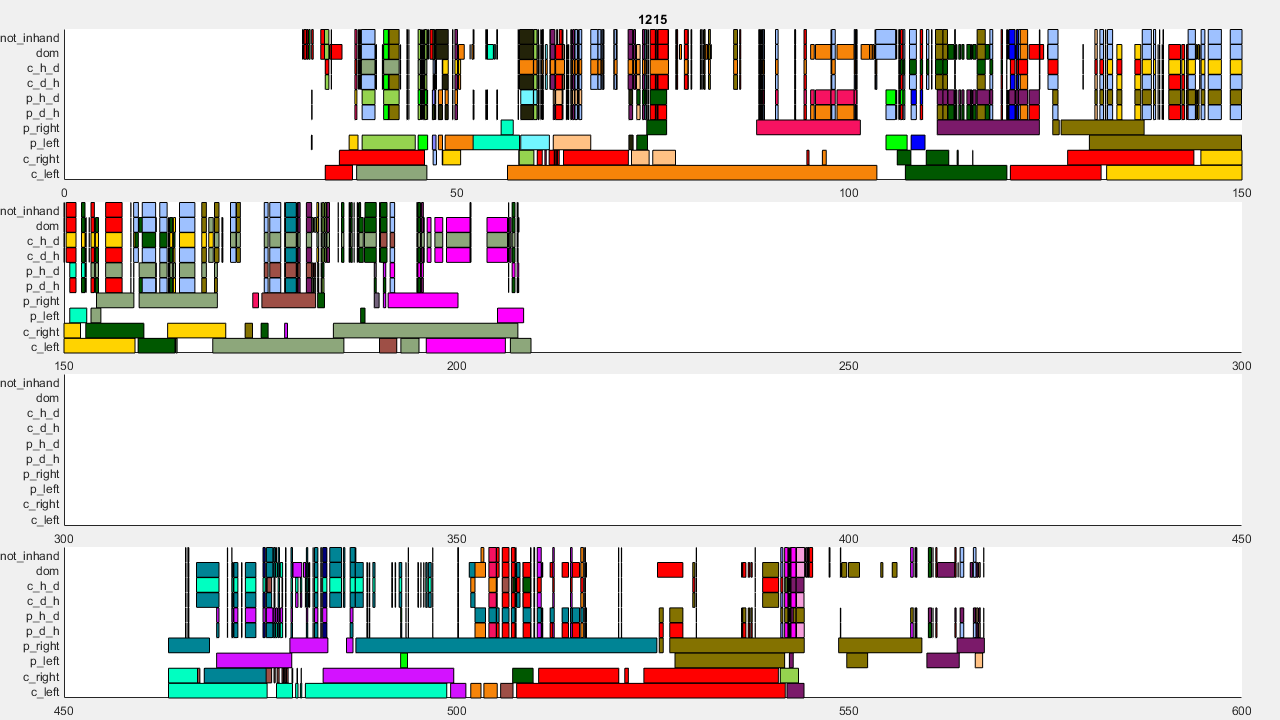 1215
not_inhand
dom
c_h_d
c_d_h
p_h_d
p_d_h
p_right
p_left
c_right
c_left
0 50 100 150
not_inhand
dom
c_h_d
c_d_h
p_h_d
p_d_h
p_right
p_left
c_right
c_left
150 200 250 300
not_inhand
dom
c_h_d
c_d_h
p_h_d
p_d_h
p_right
p_left
c_right
c_left
300 350 400 450
not_inhand
dom
c_h_d
c_d_h
p_h_d
p_d_h
p_right
p_left
c_right
c_left
450 500 550 600